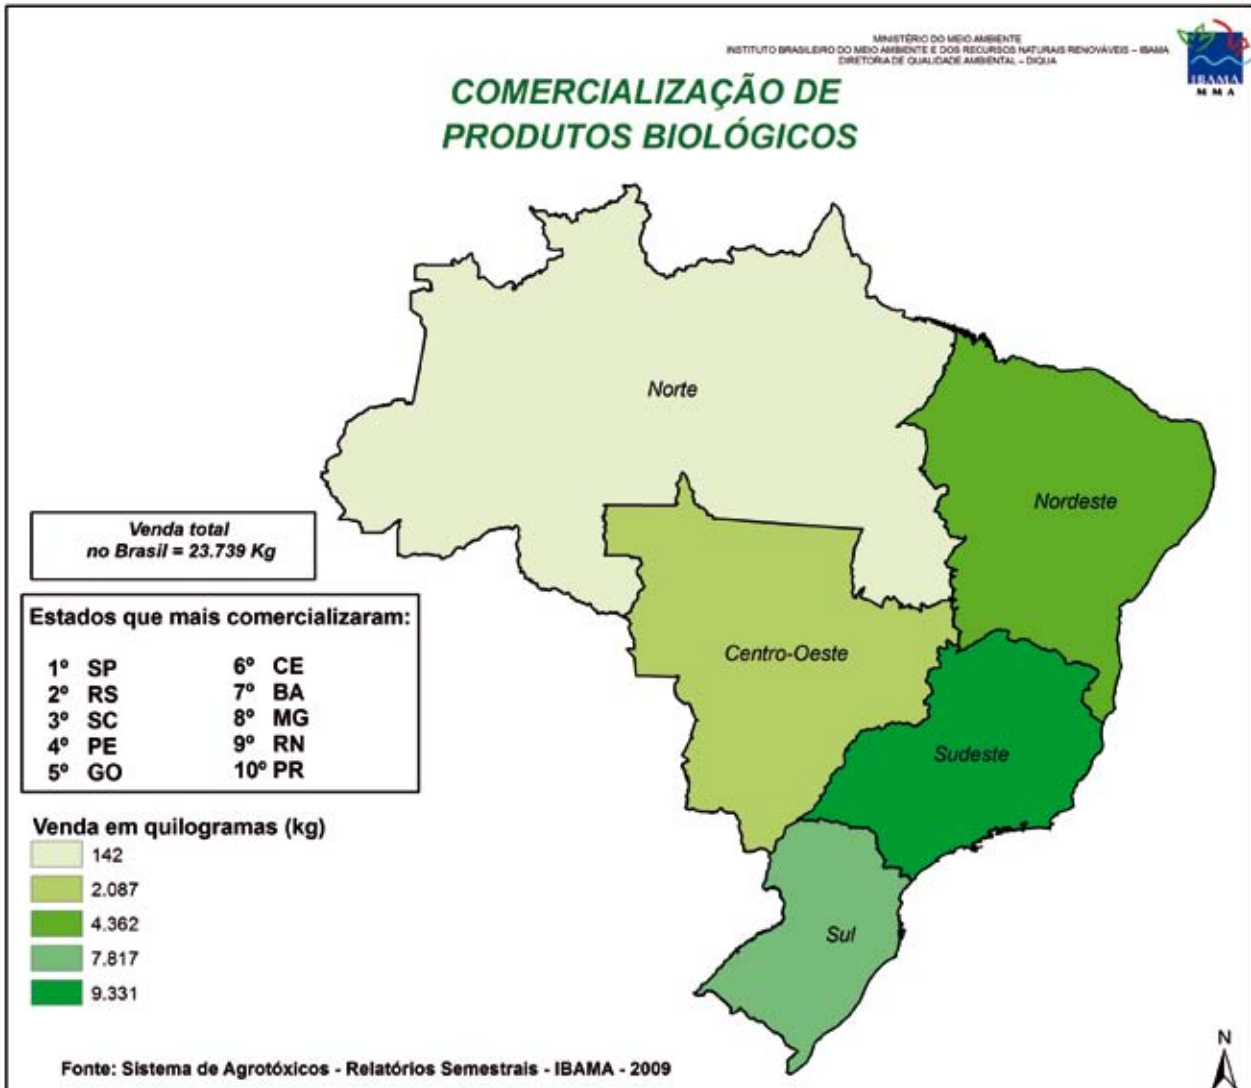 MINISTÉRIO DO MEIO AMBIENTE
INSTITUTO BRASILEIRO DO MEIO AMBIENTE E DOS RECURSOS NATURAIS RENOVÁVEIS – IBAMA
DIRETORIA DE QUALIDADE AMBIENTAL – DIQUA
IBAMA
M M A
COMERCIALIZAÇÃO DE
PRODUTOS BIOLÓGICOS
Norte
Nordeste
Centro-Oeste
Sudeste
Sul
Venda total
no Brasil = 23.739 Kg
Estados que mais comercializaram:
1º SP
2º RS
3º SC
4º PE
5º GO
6º CE
7º BA
8º MG
9º RN
10º PR
Venda em quilogramas (kg)
142
2.087
4.362
7.817
9.331
Fonte: Sistema de Agrotóxicos - Relatórios Semestrais - IBAMA - 2009
N